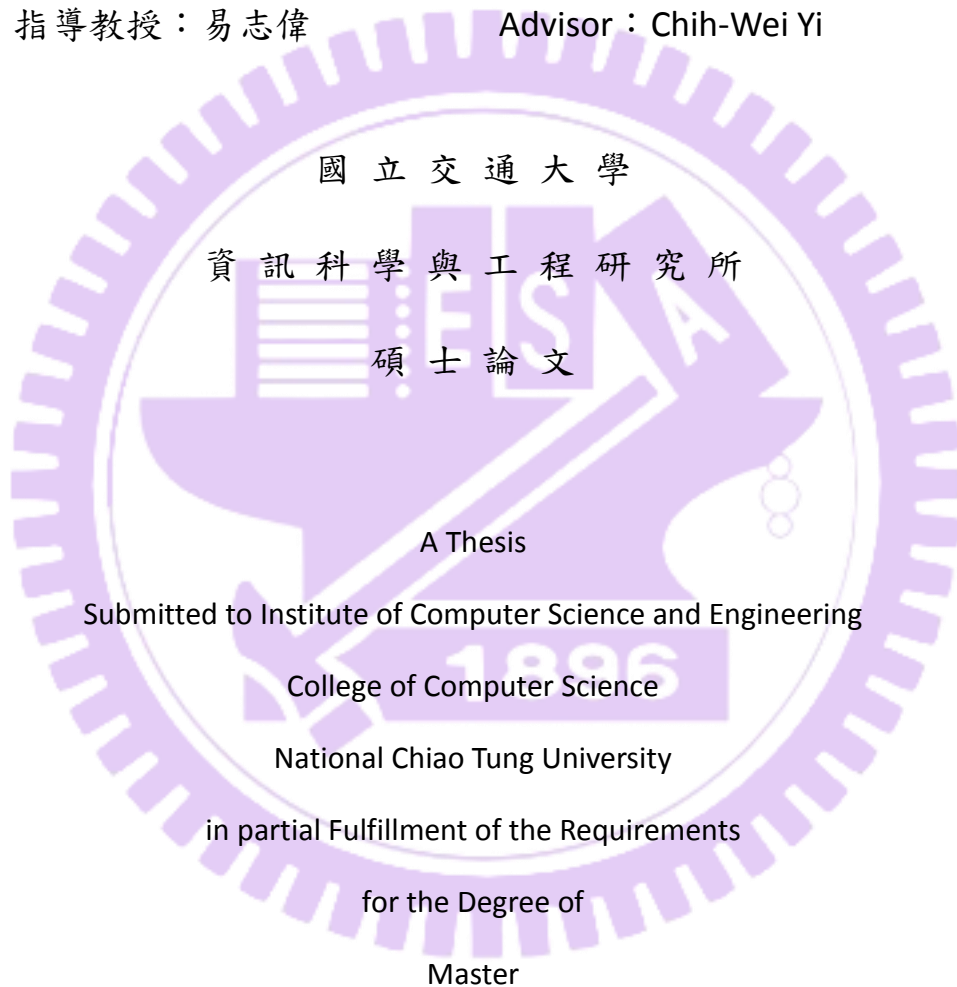 指導教授：易志偉 Advisor：Chih-Wei Yi
國 立 交 通 大 學
資 訊 科 學 與 工 程 研 究 所
碩 士 論 文
E S A
A Thesis
Submitted to Institute of Computer Science and Engineering
1896
College of Computer Science
National Chiao Tung University
in partial Fulfillment of the Requirements
for the Degree of
Master